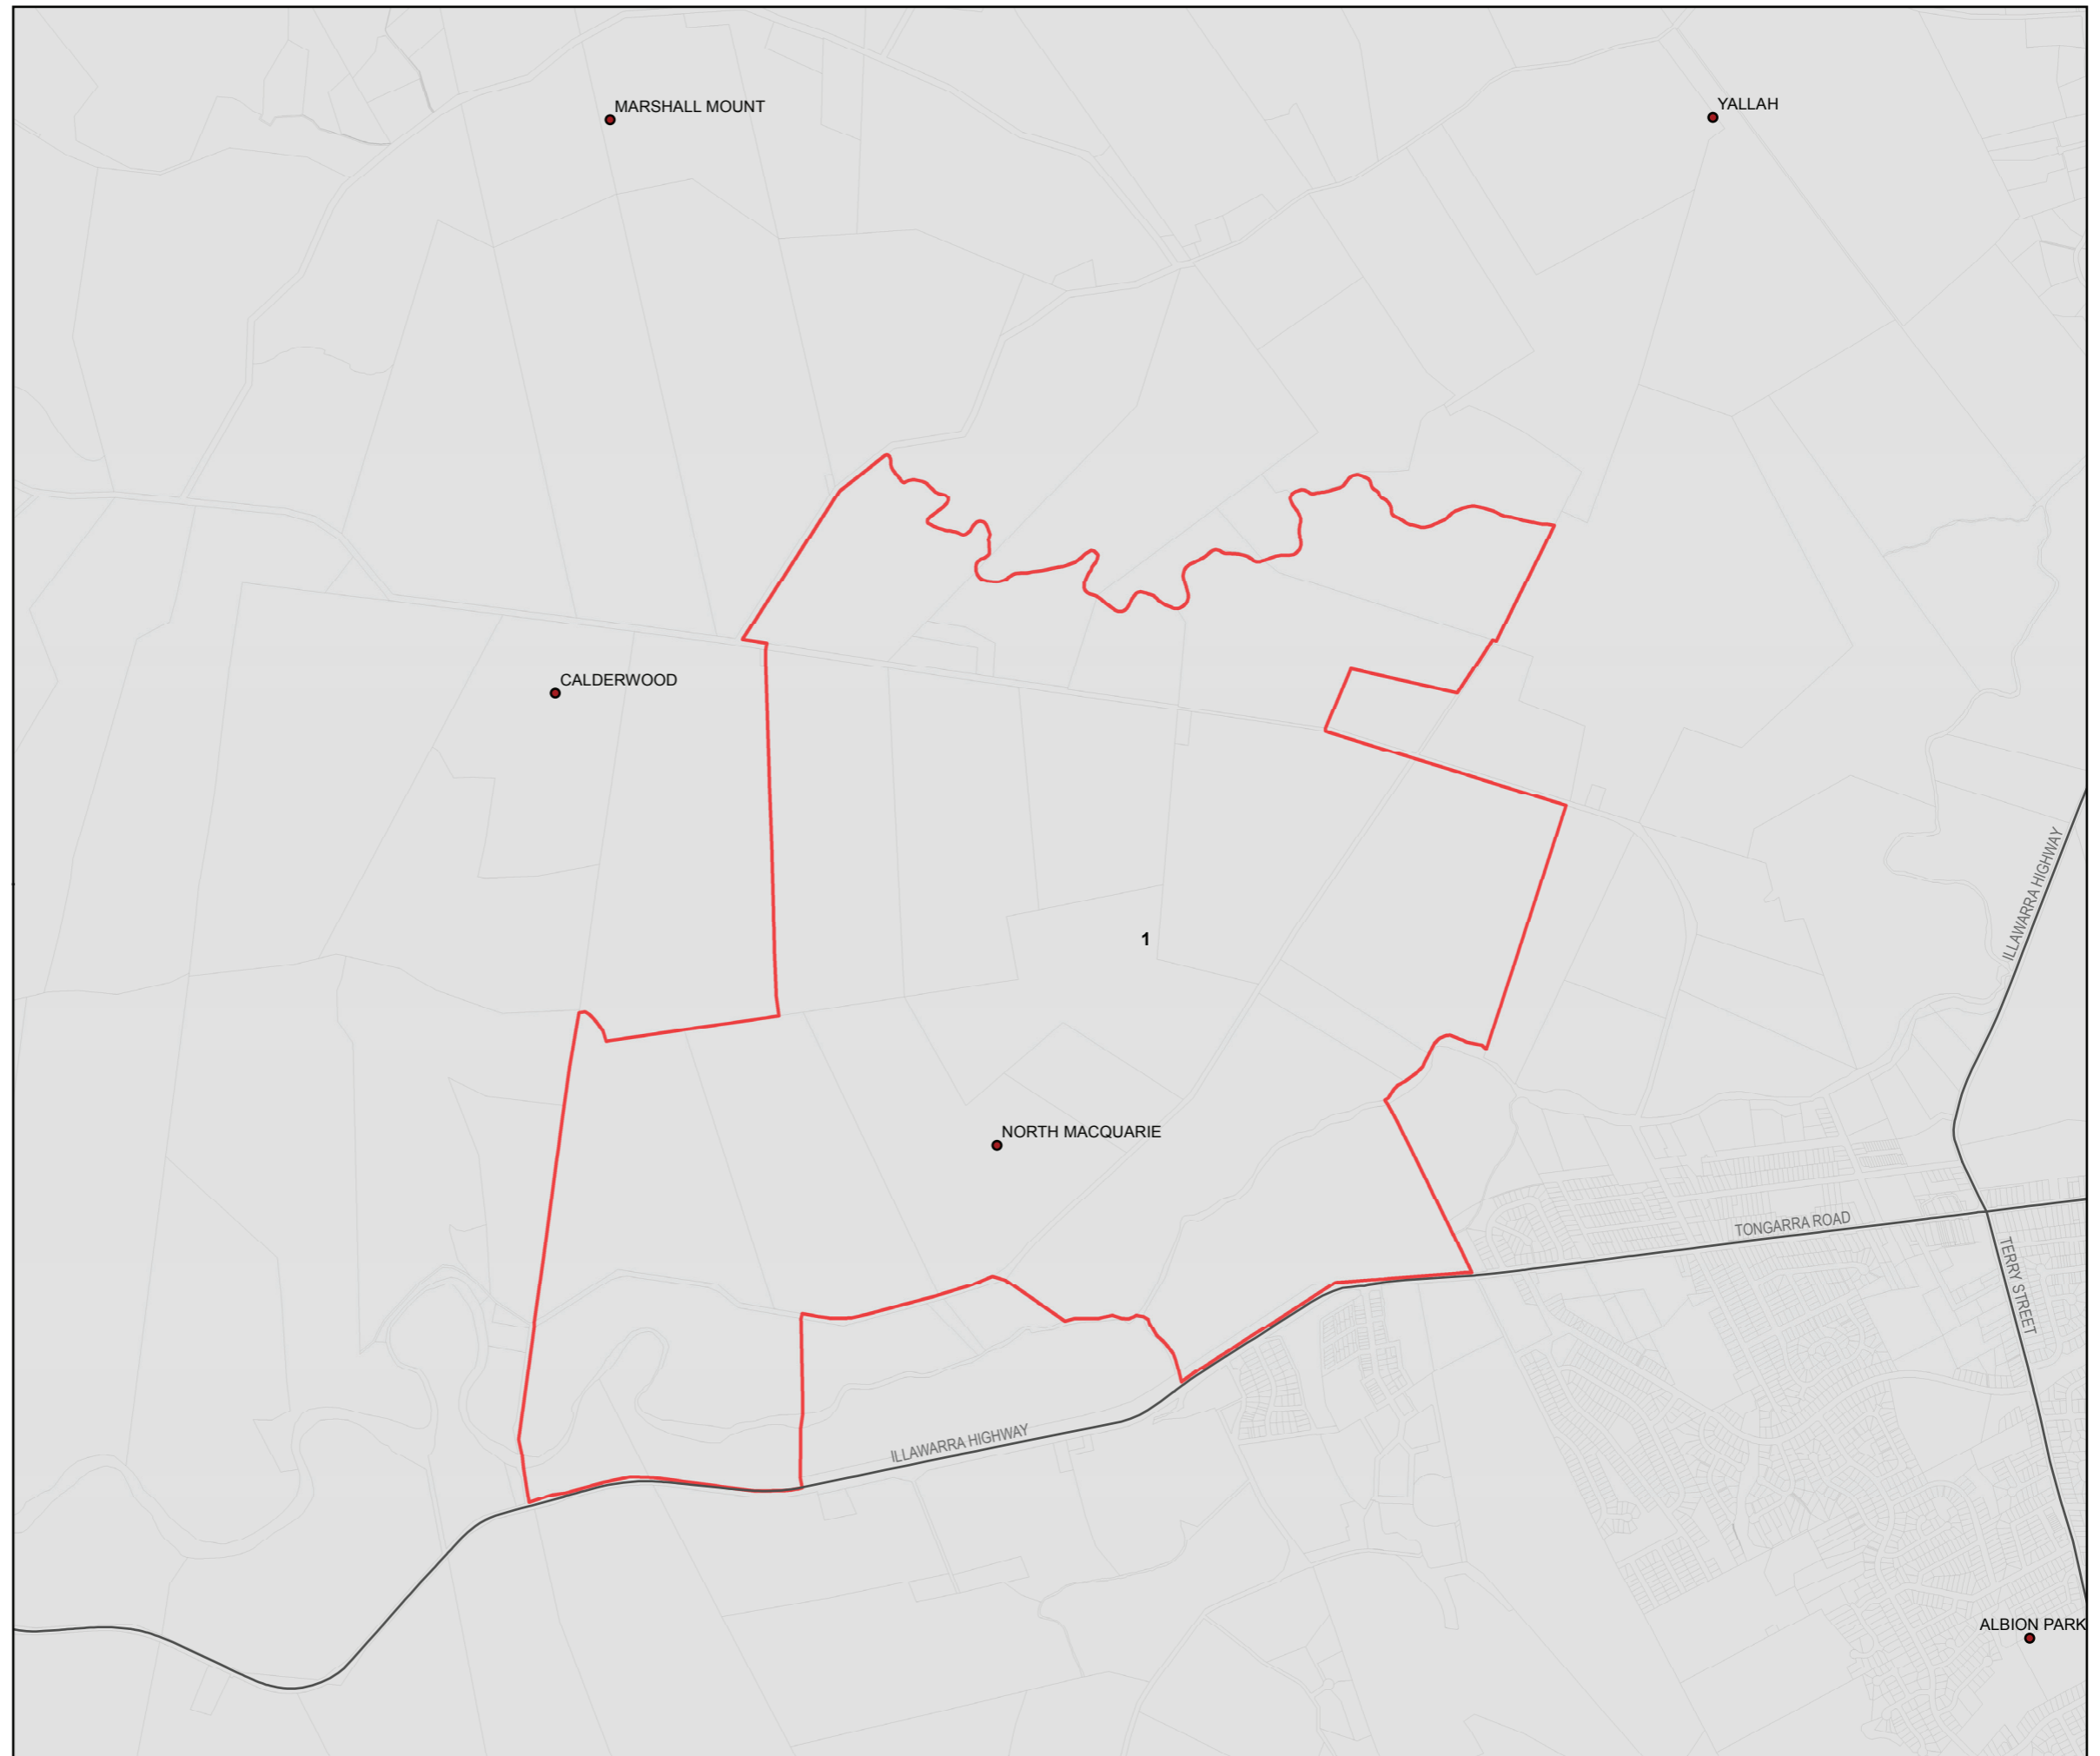 MARSHALL MOUNT
YALLAH
CALDERWOOD
ILLAWARRA HIGHWAY
1
NORTH MACQUARIE
TONGARRA ROAD
TERRY STREET
ILLAWARRA HIGHWAY
ALBION PARK